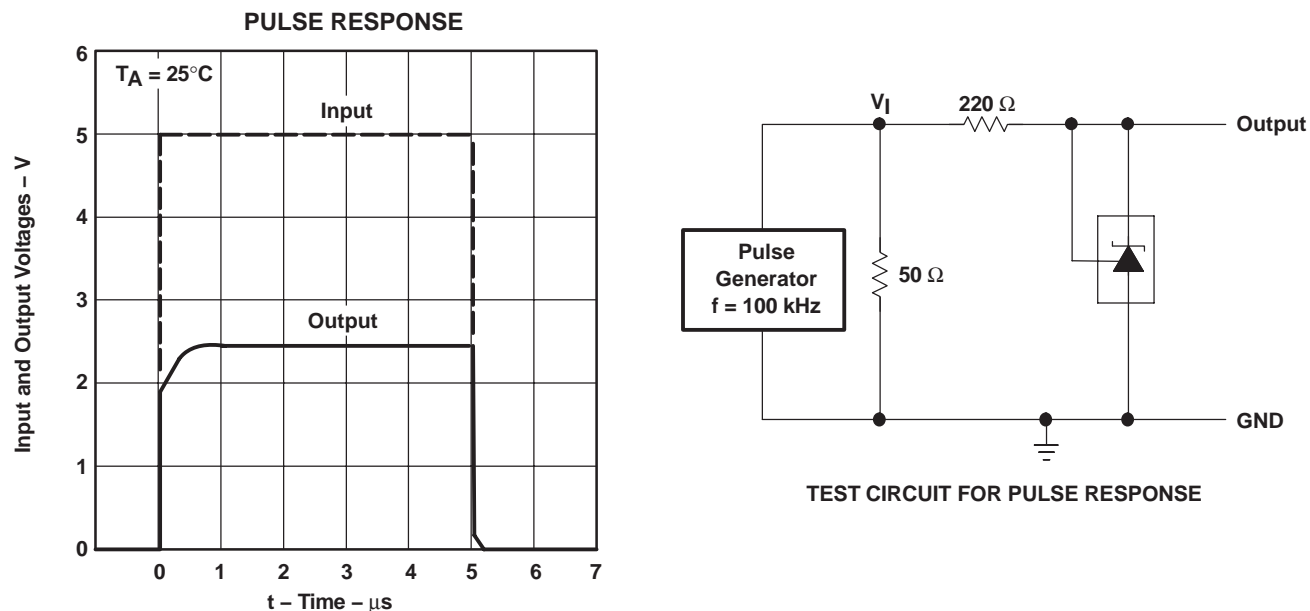 PULSE RESPONSE
Input and Output Voltages – V
6
5
4
3
2
1
0
T_A = 25°C
Input
Output
0 1 2 3 4 5 6 7
t – Time – μs
V_I
220 Ω
Output
Pulse
Generator
f = 100 kHz
50 Ω
GND
TEST CIRCUIT FOR PULSE RESPONSE